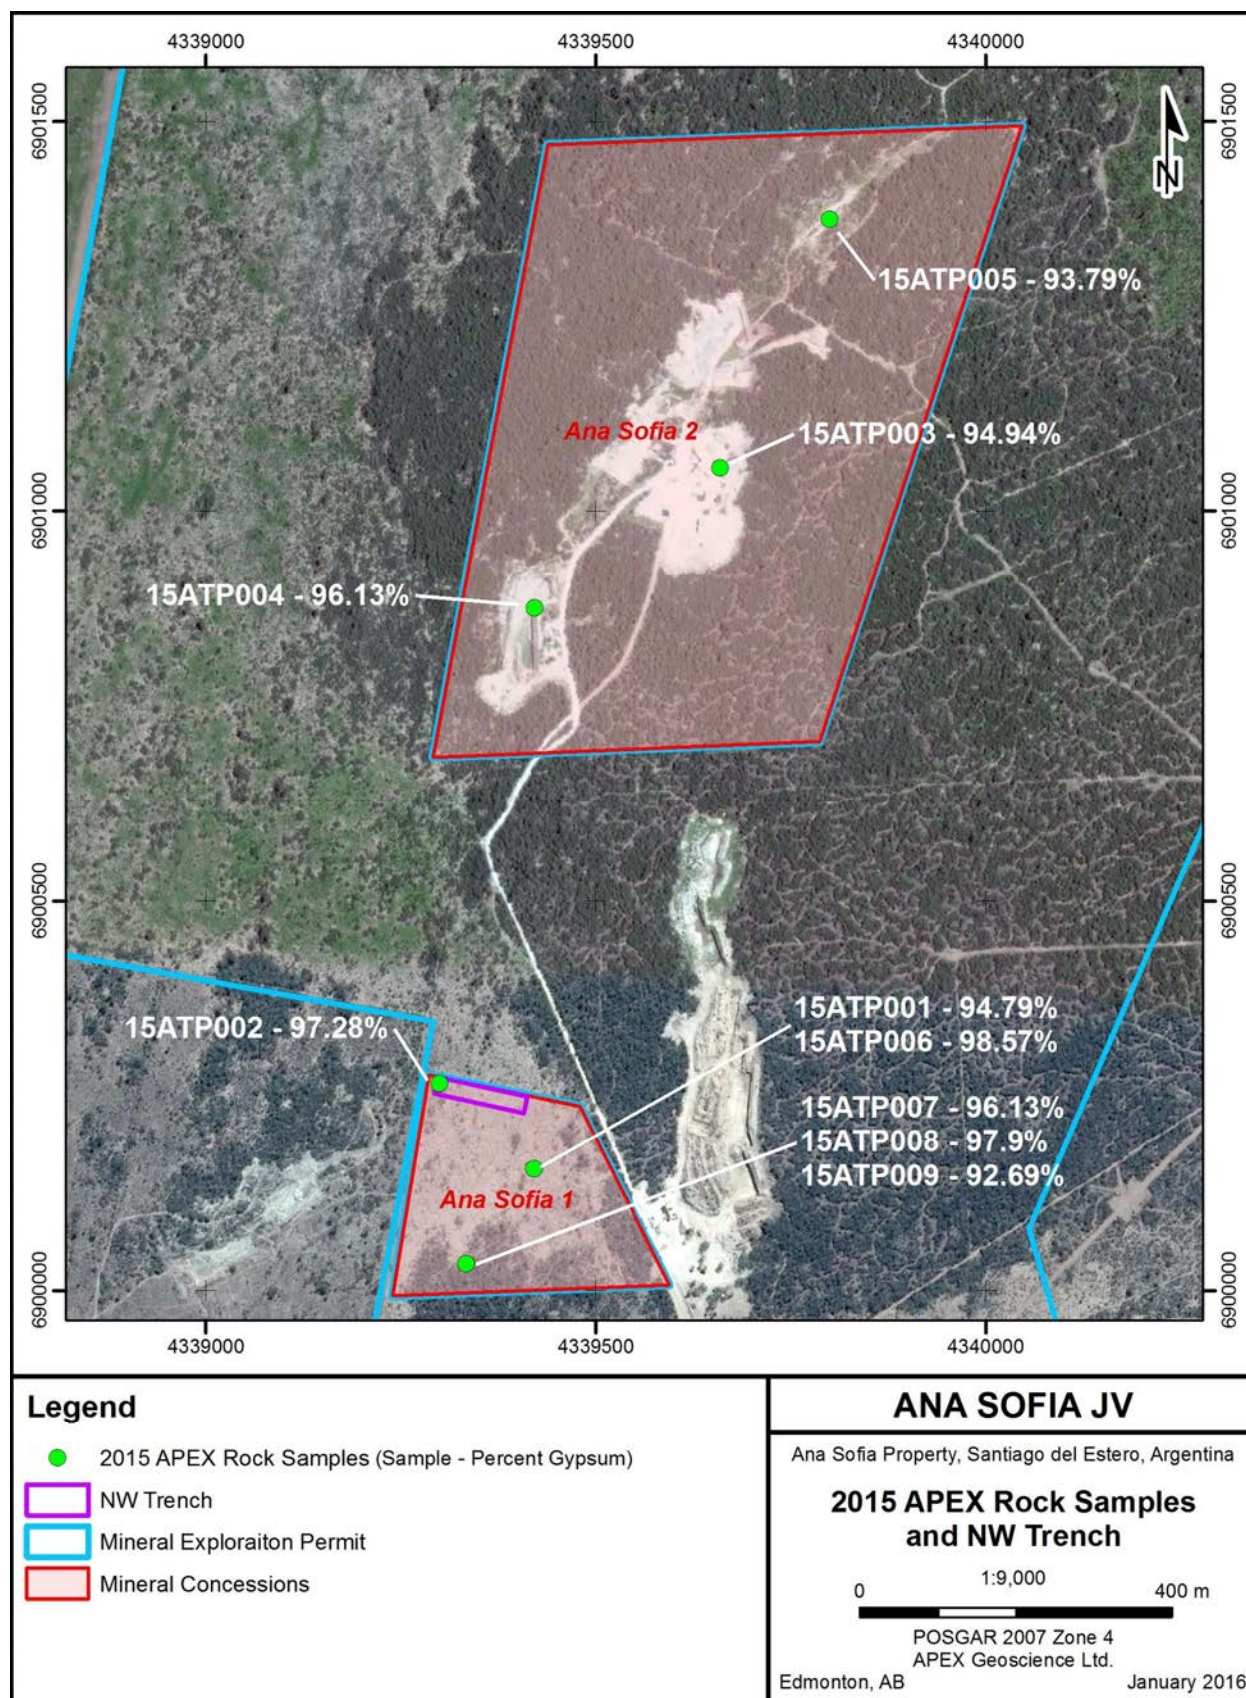 4339000 4339500 4340000
6901500 6901500
N
15ATP005 - 93.79%
Ana Sofia 2
15ATP003 - 94.94%
6901000 6901000
15ATP004 - 96.13%
6900500 6900500
15ATP001 - 94.79%
15ATP006 - 98.57%
15ATP002 - 97.28%
15ATP007 - 96.13%
15ATP008 - 97.9%
15ATP009 - 92.69%
Ana Sofia 1
6900000 6900000
4339000 4339500 4340000
Legend
2015 APEX Rock Samples (Sample - Percent Gypsum)
NW Trench
Mineral Exploraiton Permit
Mineral Concessions
ANA SOFIA JV
Ana Sofia Property, Santiago del Estero, Argentina
2015 APEX Rock Samples
and NW Trench
1:9,000
0 400 m
POSGAR 2007 Zone 4
APEX Geoscience Ltd.
Edmonton, AB January 2016